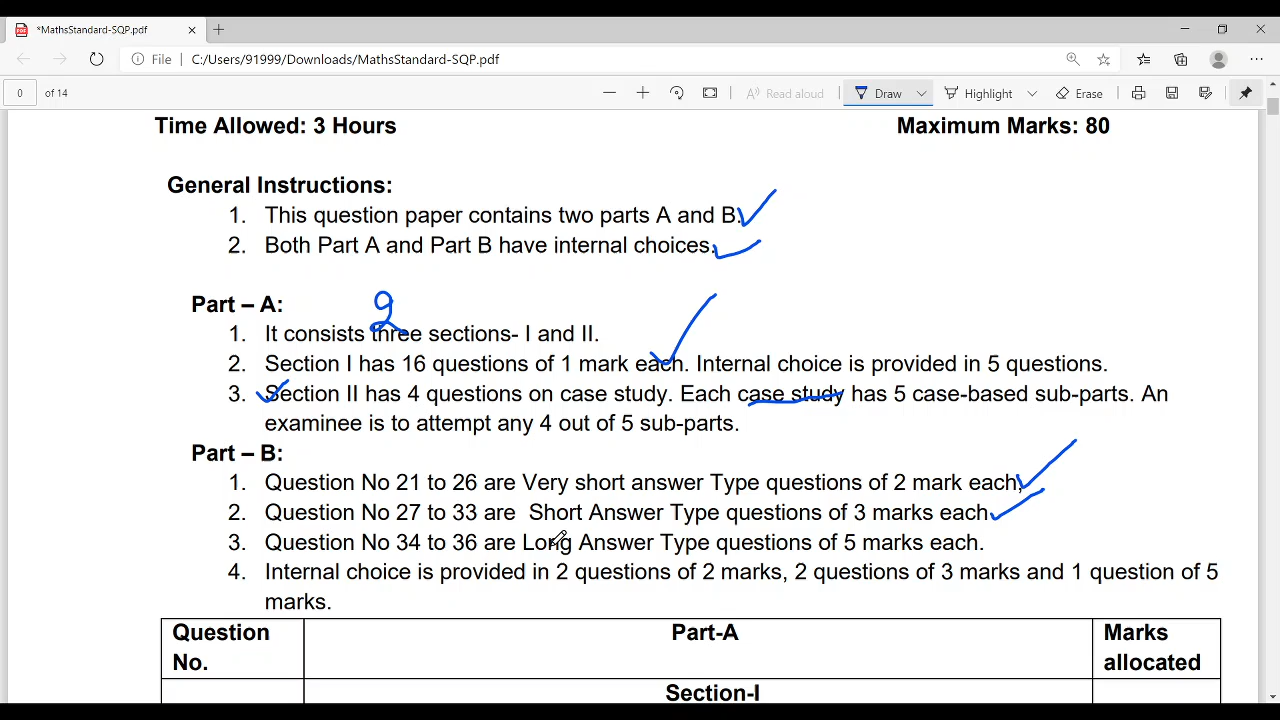 *MathsStandard-SQP.pdf
File C:/Users/91999/Downloads/MathsStandard-SQP.pdf
0 of 14 Read aloud Draw Highlight Erase
Time Allowed: 3 Hours Maximum Marks: 80
General Instructions:
1. This question paper contains two parts A and B.
2. Both Part A and Part B have internal choices.
Part – A:
2
1. It consists three sections- I and II.
2. Section I has 16 questions of 1 mark each. Internal choice is provided in 5 questions.
3. Section II has 4 questions on case study. Each case study has 5 case-based sub-parts. An
examinee is to attempt any 4 out of 5 sub-parts.
Part – B:
1. Question No 21 to 26 are Very short answer Type questions of 2 mark each,
2. Question No 27 to 33 are Short Answer Type questions of 3 marks each
3. Question No 34 to 36 are Long Answer Type questions of 5 marks each.
4. Internal choice is provided in 2 questions of 2 marks, 2 questions of 3 marks and 1 question of 5
marks.
Question Part-A Marks
No. allocated
Section-I